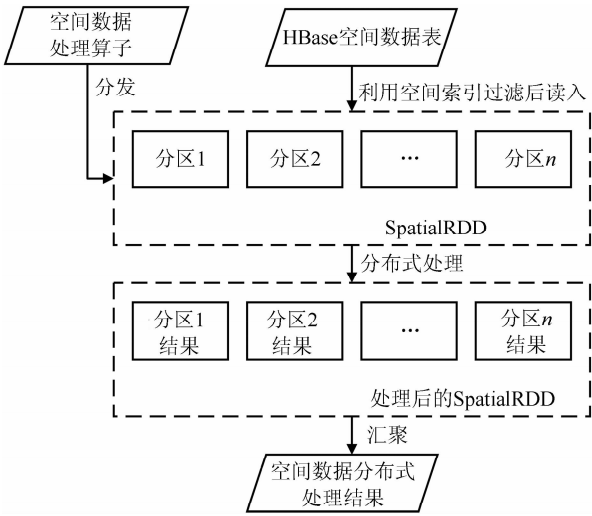 空间数据
处理算子
HBase空间数据表
分发
利用空间索引过滤后读入
分区1
分区2
...
分区n
SpatialRDD
分布式处理
分区1
结果
分区2
结果
...
分区n
结果
处理后的SpatialRDD
汇聚
空间数据分布式
处理结果